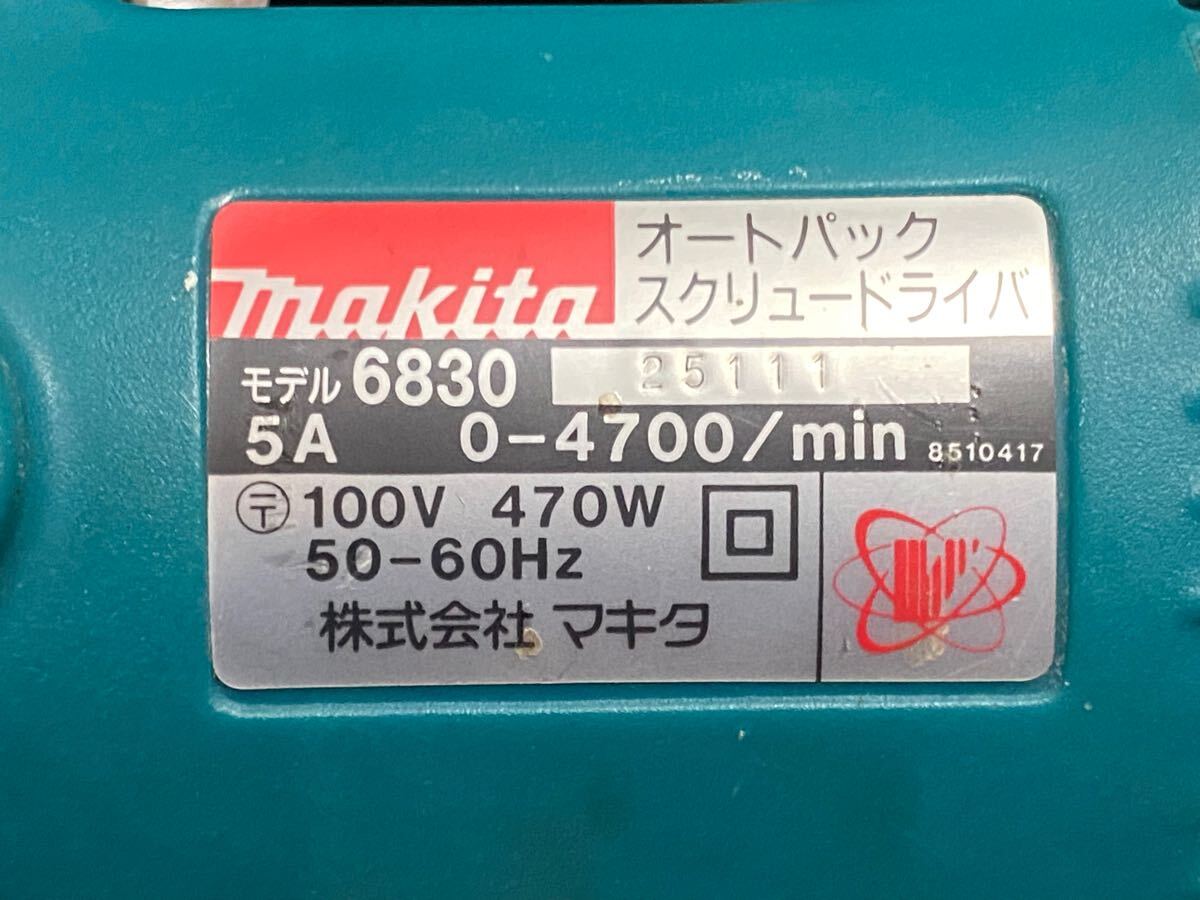 makita
オートパック
スクリュードライバ
モデル 6830 25111
5A 0-4700/min 8510417
〒 100V 470W
50-60Hz
株式会社 マキタ